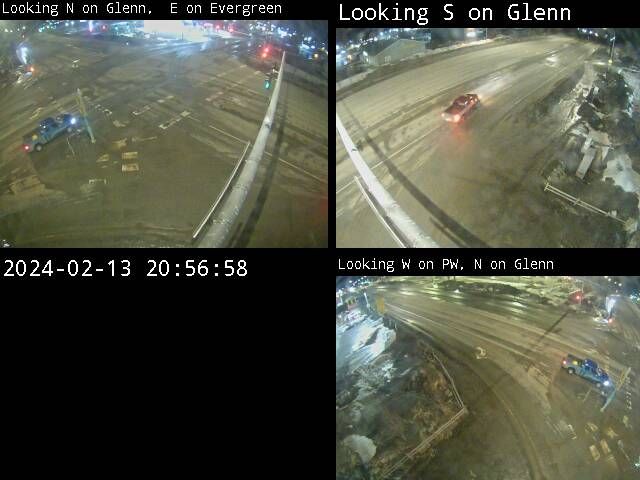 Looking N on Glenn,  E on Evergreen
Looking S on Glenn
2024-02-13 20:56:58
Looking W on PW, N on Glenn